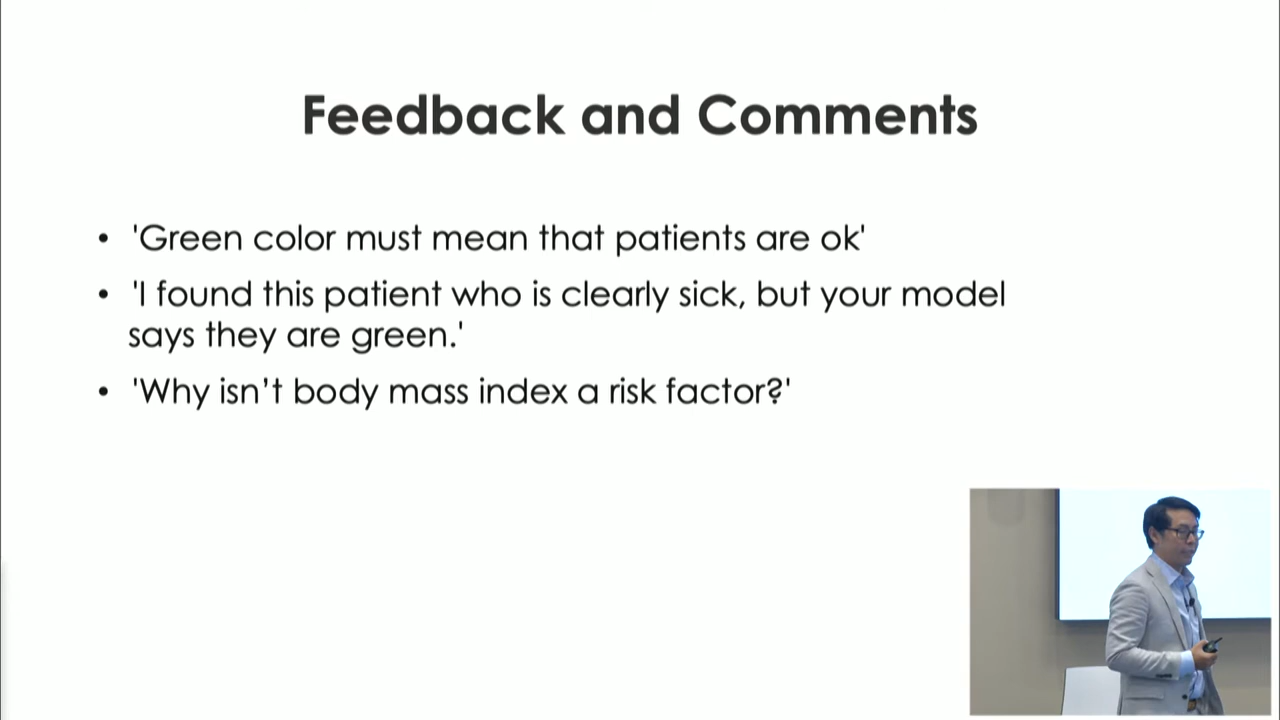 Feedback and Comments
• 'Green color must mean that patients are ok'
• 'I found this patient who is clearly sick, but your model
says they are green.'
• 'Why isn’t body mass index a risk factor?'